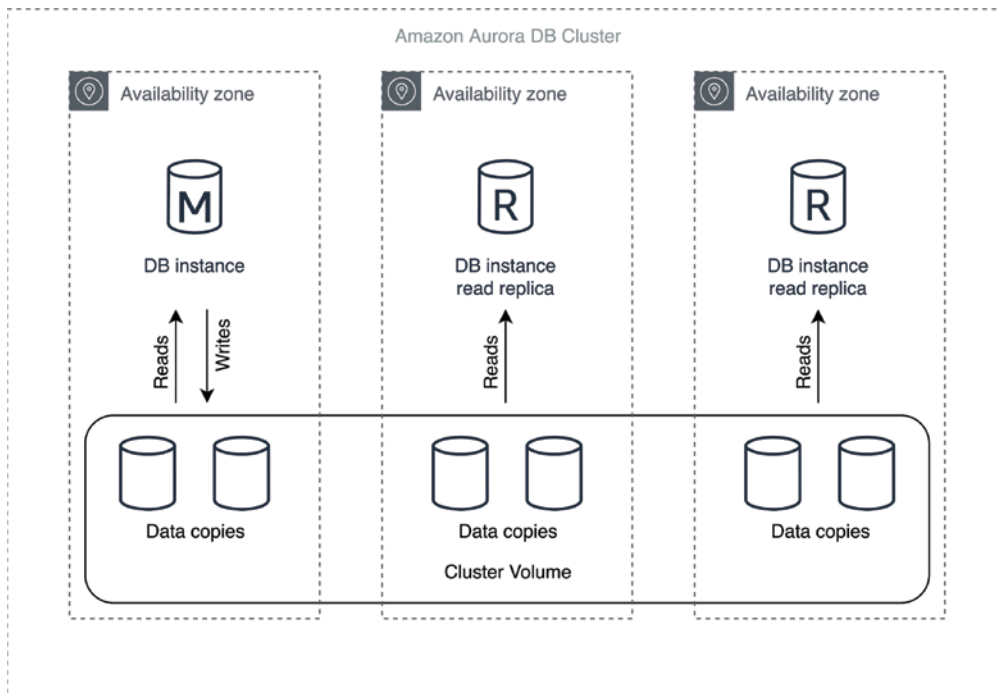 Amazon Aurora DB Cluster
Availability zone
Availability zone
Availability zone
M
R
R
DB instance
DB instance
read replica
DB instance
read replica
Reads
Writes
Reads
Reads
Data copies
Data copies
Data copies
Cluster Volume